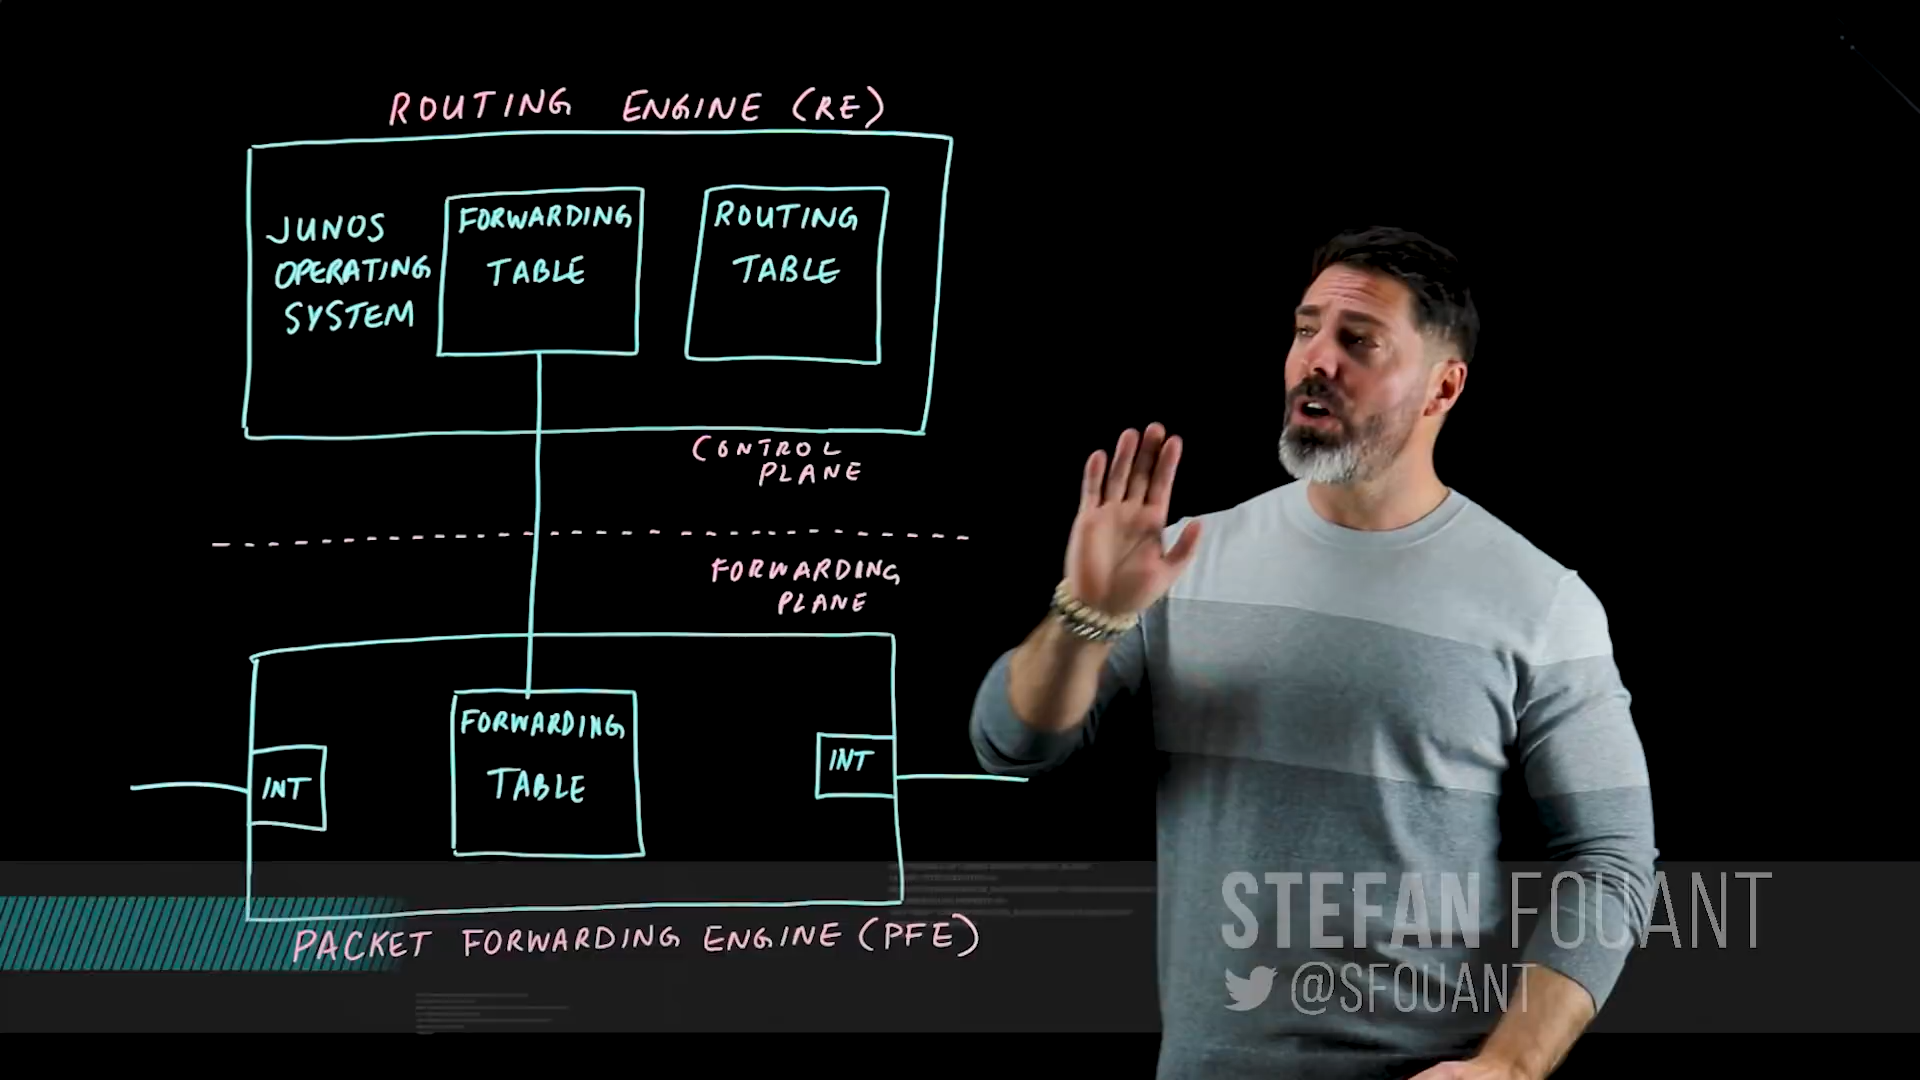 ROUTING ENGINE (RE)
JUNOS
OPERATING
SYSTEM
FORWARDING
TABLE
ROUTING
TABLE
CONTROL
PLANE
FORWARDING
PLANE
INT
FORWARDING
TABLE
INT
PACKET FORWARDING ENGINE (PFE)
STEFAN FOUANT
@SFOUANT